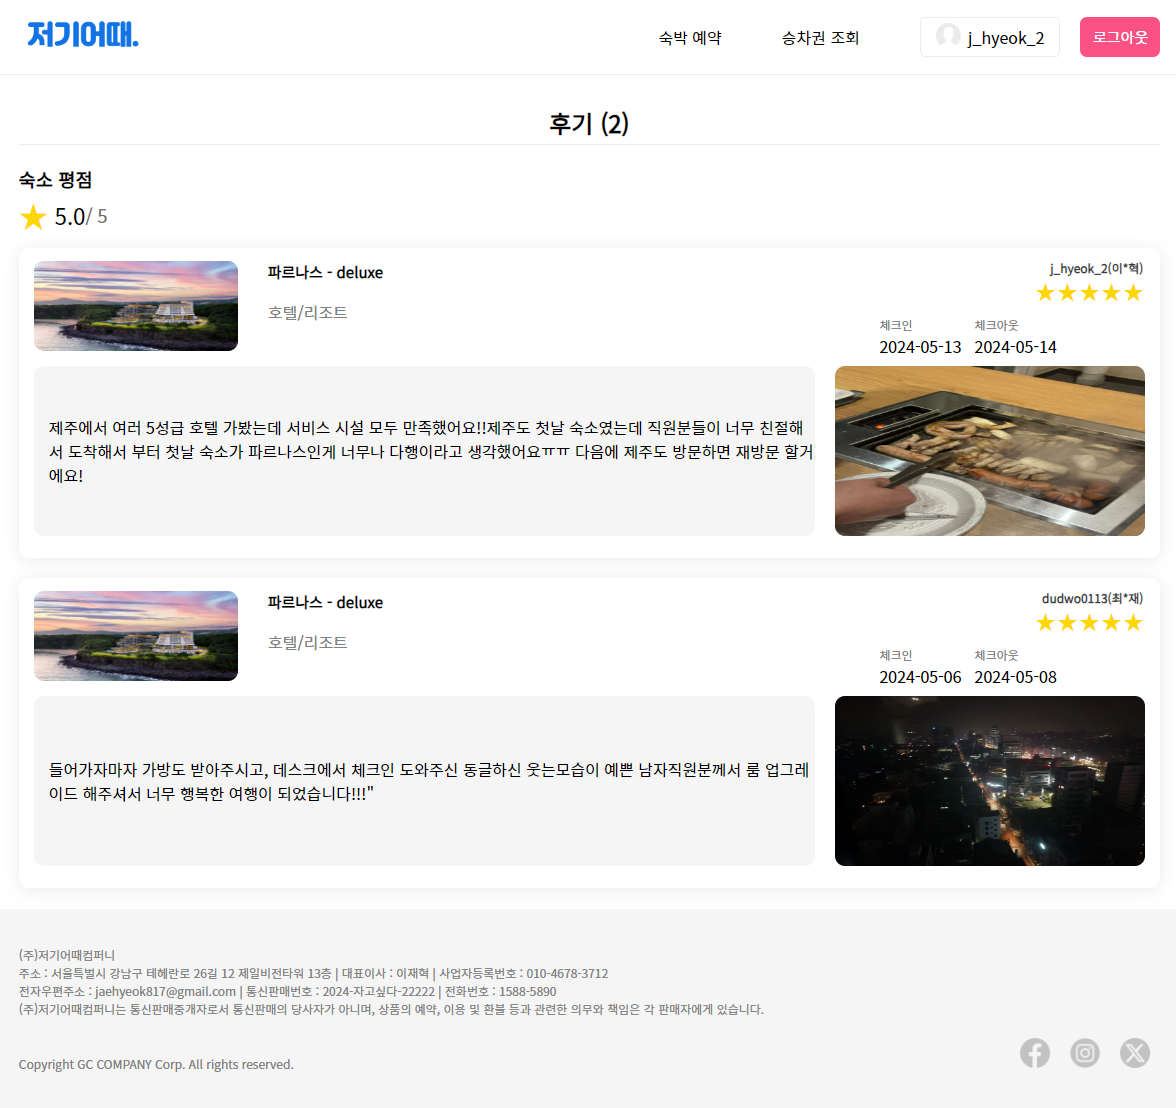 저기어때.
숙박 예약
승차권 조회
j_hyeok_2
로그아웃
후기 (2)
숙소 평점
★ 5.0/ 5
파르나스 - deluxe
호텔/리조트
j_hyeok_2(이*혁)
★★★★★
체크인 체크아웃
2024-05-13 2024-05-14
제주에서 여러 5성급 호텔 가봤는데 서비스 시설 모두 만족했어요!!제주도 첫날 숙소였는데 직원분들이 너무 친절해
서 도착해서 부터 첫날 숙소가 파르나스인게 너무나 다행이라고 생각했어요ㅠㅠ 다음에 제주도 방문하면 재방문 할거
에요!
파르나스 - deluxe
호텔/리조트
dudwo0113(최*재)
★★★★★
체크인 체크아웃
2024-05-06 2024-05-08
들어가자마자 가방도 받아주시고, 데스크에서 체크인 도와주신 동글하신 웃는모습이 예쁜 남자직원분께서 룸 업그레
이드 해주셔서 너무 행복한 여행이 되었습니다!!!"
(주)저기어때컴퍼니
주소 : 서울특별시 강남구 테헤란로 26길 12 제일비전타워 13층 | 대표이사 : 이재혁 | 사업자등록번호 : 010-4678-3712
전자우편주소 : jaehyeok817@gmail.com | 통신판매번호 : 2024-자고싶다-22222 | 전화번호 : 1588-5890
(주)저기어때컴퍼니는 통신판매중개자로서 통신판매의 당사자가 아니며, 상품의 예약, 이용 및 환불 등과 관련한 의무와 책임은 각 판매자에게 있습니다.
Copyright GC COMPANY Corp. All rights reserved.